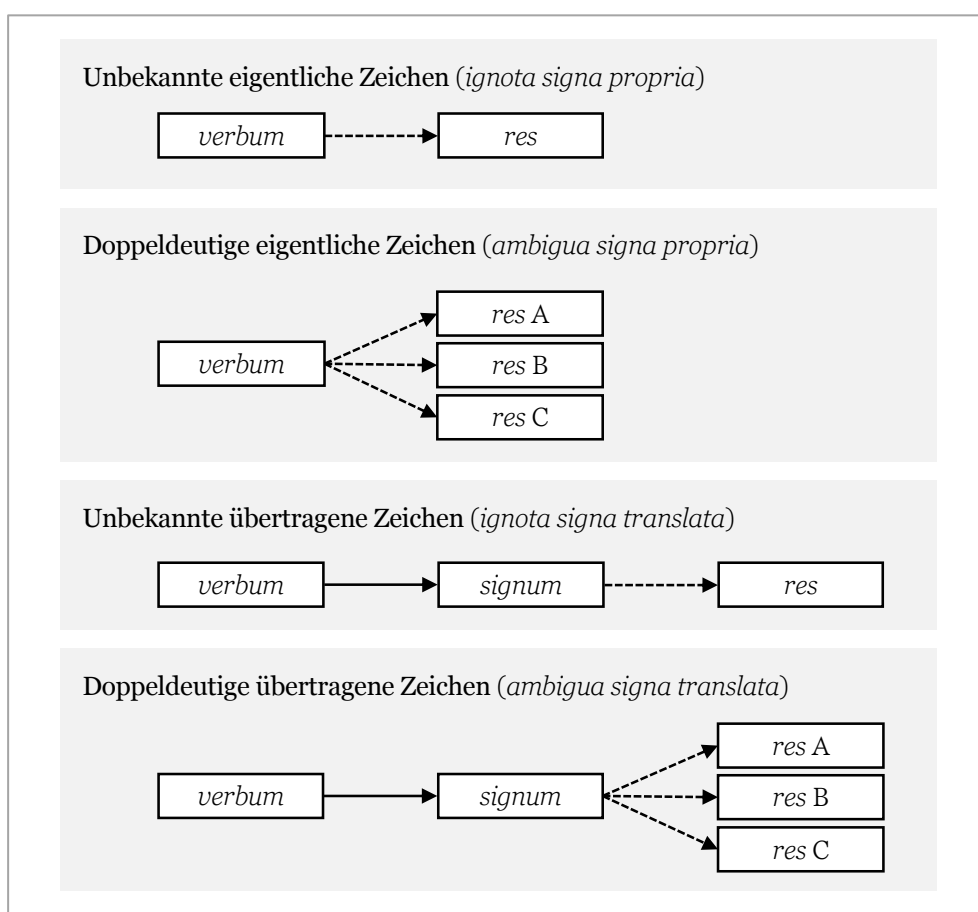 Unbekannte eigentliche Zeichen (ignota signa propria)
verbum
res
Doppeldeutige eigentliche Zeichen (ambigua signa propria)
res A
verbum
res B
res C
Unbekannte übertragene Zeichen (ignota signa translata)
verbum
signum
res
Doppeldeutige übertragene Zeichen (ambigua signa translata)
res A
verbum
signum
res B
res C